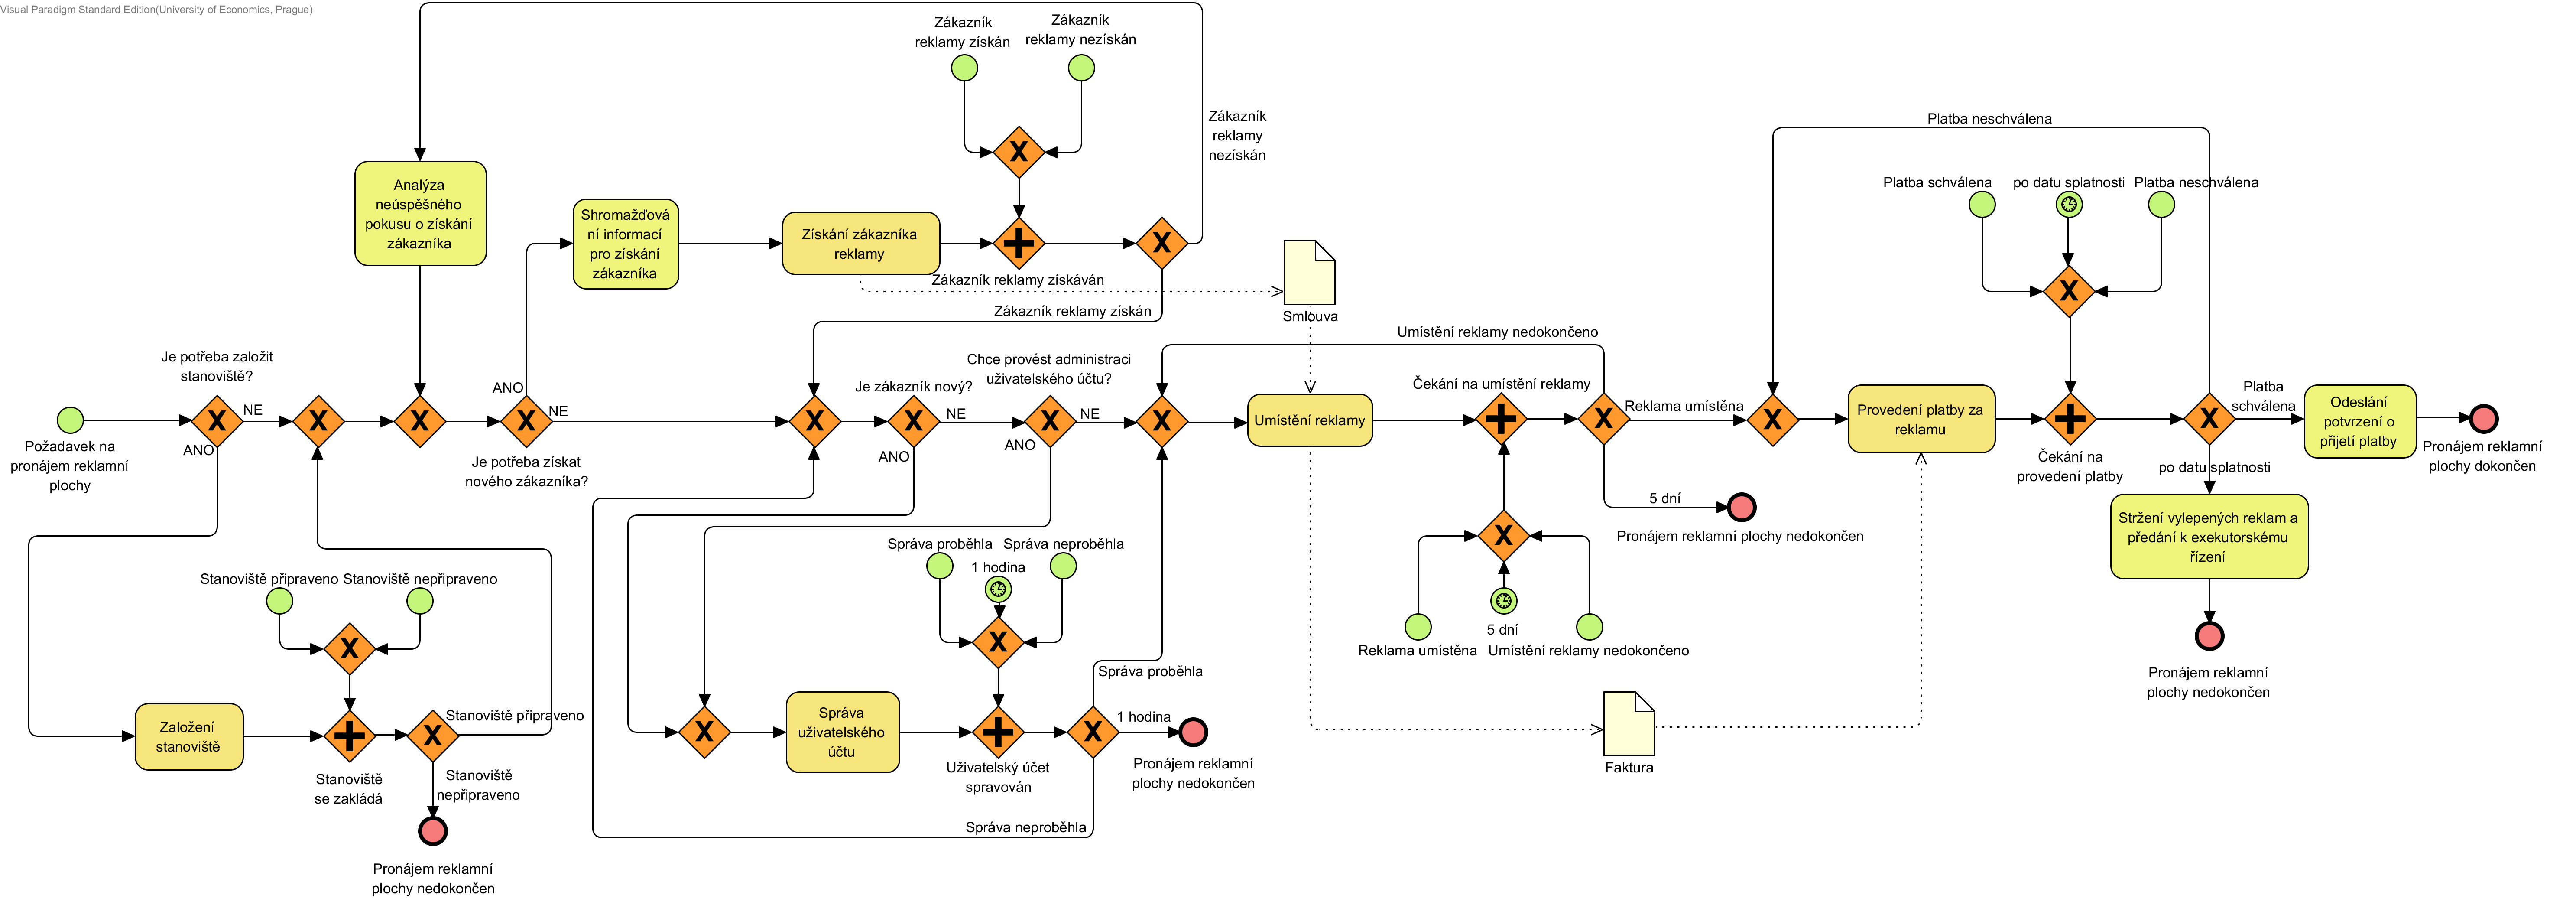 Visual Paradigm Standard Edition(University of Economics, Prague)
Zákazník
reklamy získán
Zákazník
reklamy nezískán
Zákazník
reklamy
nezískán
Analýza
neúspěšného
pokusu o získání
zákazníka
Shromažďová
ní informací
pro získání
zákazníka
Získání zákazníka
reklamy
Zákazník reklamy získáván
Zákazník reklamy získán
Smlouva
Platba neschválena
Platba schválena
po datu splatnosti
Platba neschválena
Požadavek na
pronájem reklamní
plochy
Je potřeba založit
stanoviště?
NE
ANO
ANO
NE
Je potřeba získat
nového zákazníka?
Je zákazník nový?
NE
ANO
Chce provést administraci
uživatelského účtu?
NE
ANO
Umístění reklamy nedokončeno
Umístění reklamy
Čekání na umístění reklamy
Reklama umístěna
5 dní
Pronájem reklamní plochy nedokončen
Reklama umístěna
5 dní
Umístění reklamy nedokončeno
Provedení platby za
reklamu
Čekání na
provedení platby
Platba
schválena
Odeslání
potvrzení o
přijetí platby
Pronájem reklamní
plochy dokončen
po datu splatnosti
Stržení vylepených reklam a
předání k exekutorskému
řízení
Pronájem reklamní
plochy nedokončen
Stanoviště připraveno
Stanoviště nepřipraveno
Založení
stanoviště
Stanoviště
se zakládá
Stanoviště připraveno
Stanoviště
nepřipraveno
Pronájem reklamní
plochy nedokončen
Správa proběhla
Správa neproběhla
1 hodina
Správa
uživatelského
účtu
Uživatelský účet
spravován
Správa proběhla
1 hodina
Pronájem reklamní
plochy nedokončen
Správa neproběhla
Faktura